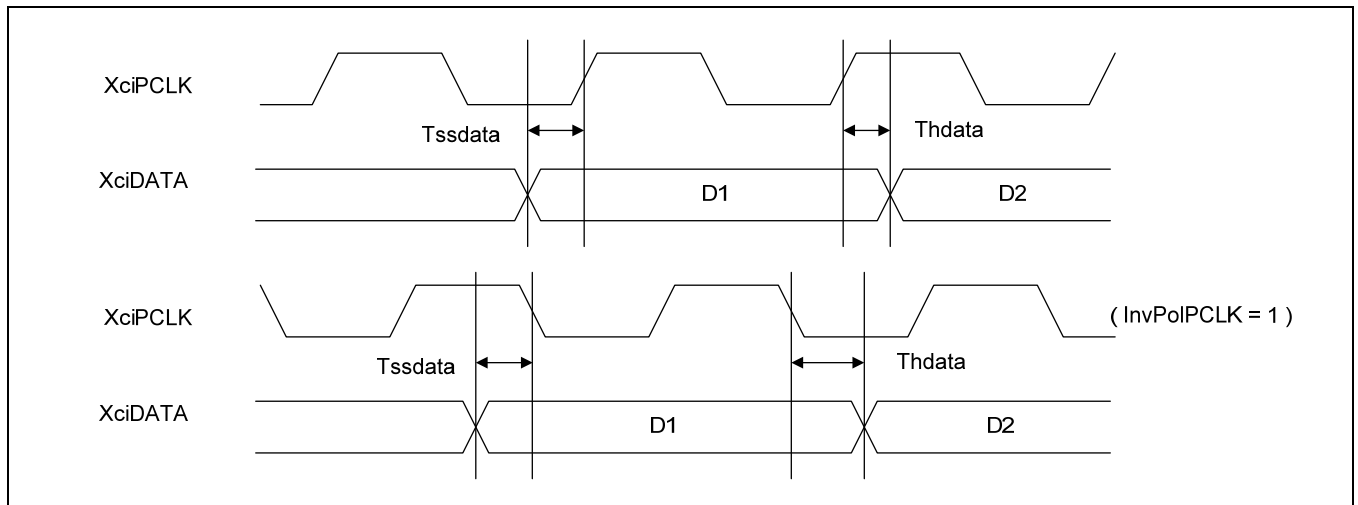 XciPCLK
Tssdata
Thdata
XciDATA
D1
D2
XciPCLK
( InvPolPCLK = 1 )
Tssdata
Thdata
XciDATA
D1
D2